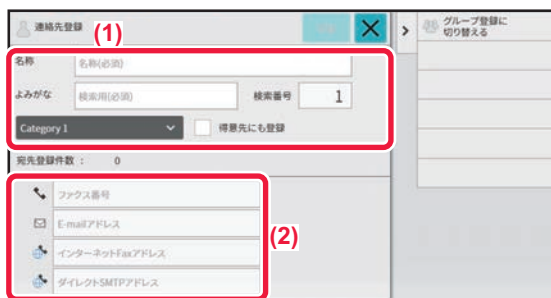 連絡先登録
(1)
グループ登録に
切り替える
名称
名称(必須)
よみがな
検索用(必須)
検索番号
1
Category 1
得意先にも登録
宛先登録件数 : 0
ファクス番号
E-mailアドレス
(2)
インターネットFaxアドレス
ダイレクトSMTPアドレス